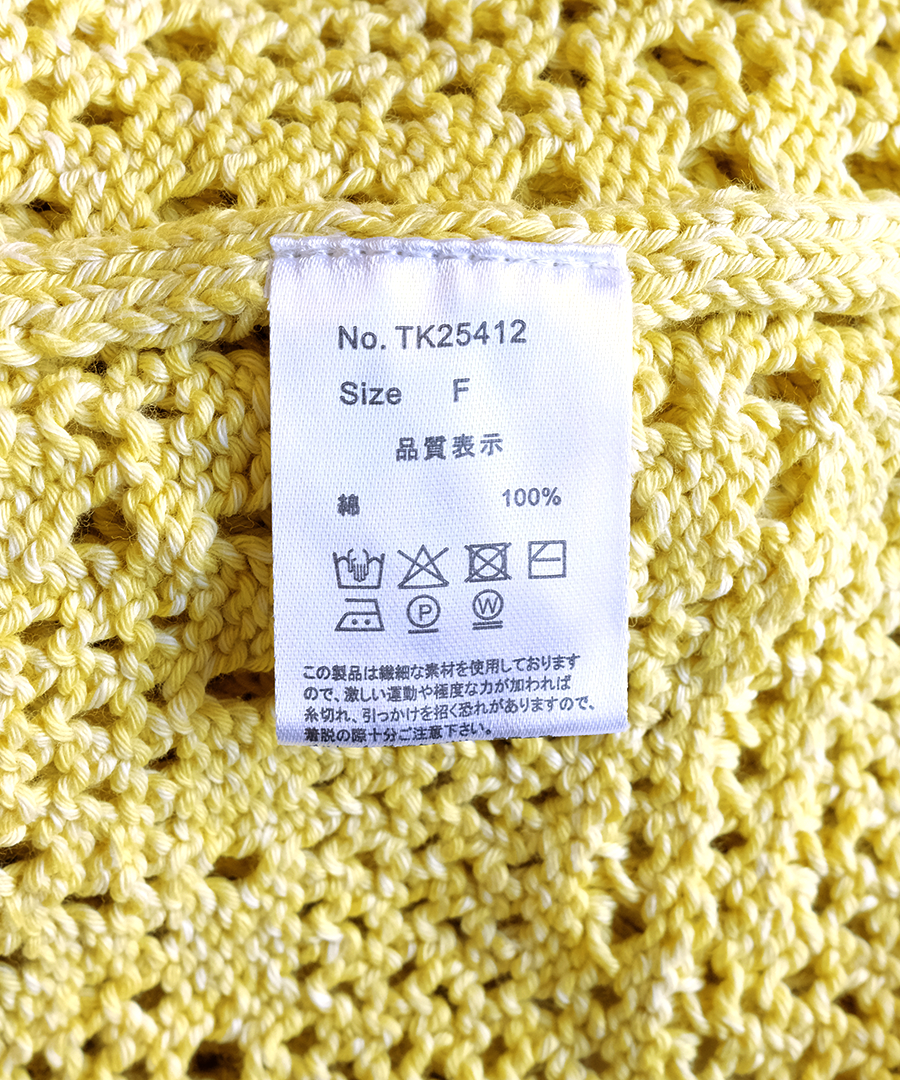 No. TK25412
Size F
品質表示
綿 100%
P W
この製品は繊細な素材を使用しております
ので、激しい運動や極度な力が加われば
糸切れ、引っかけを招く恐れがありますので、
着脱の際十分ご注意下さい。